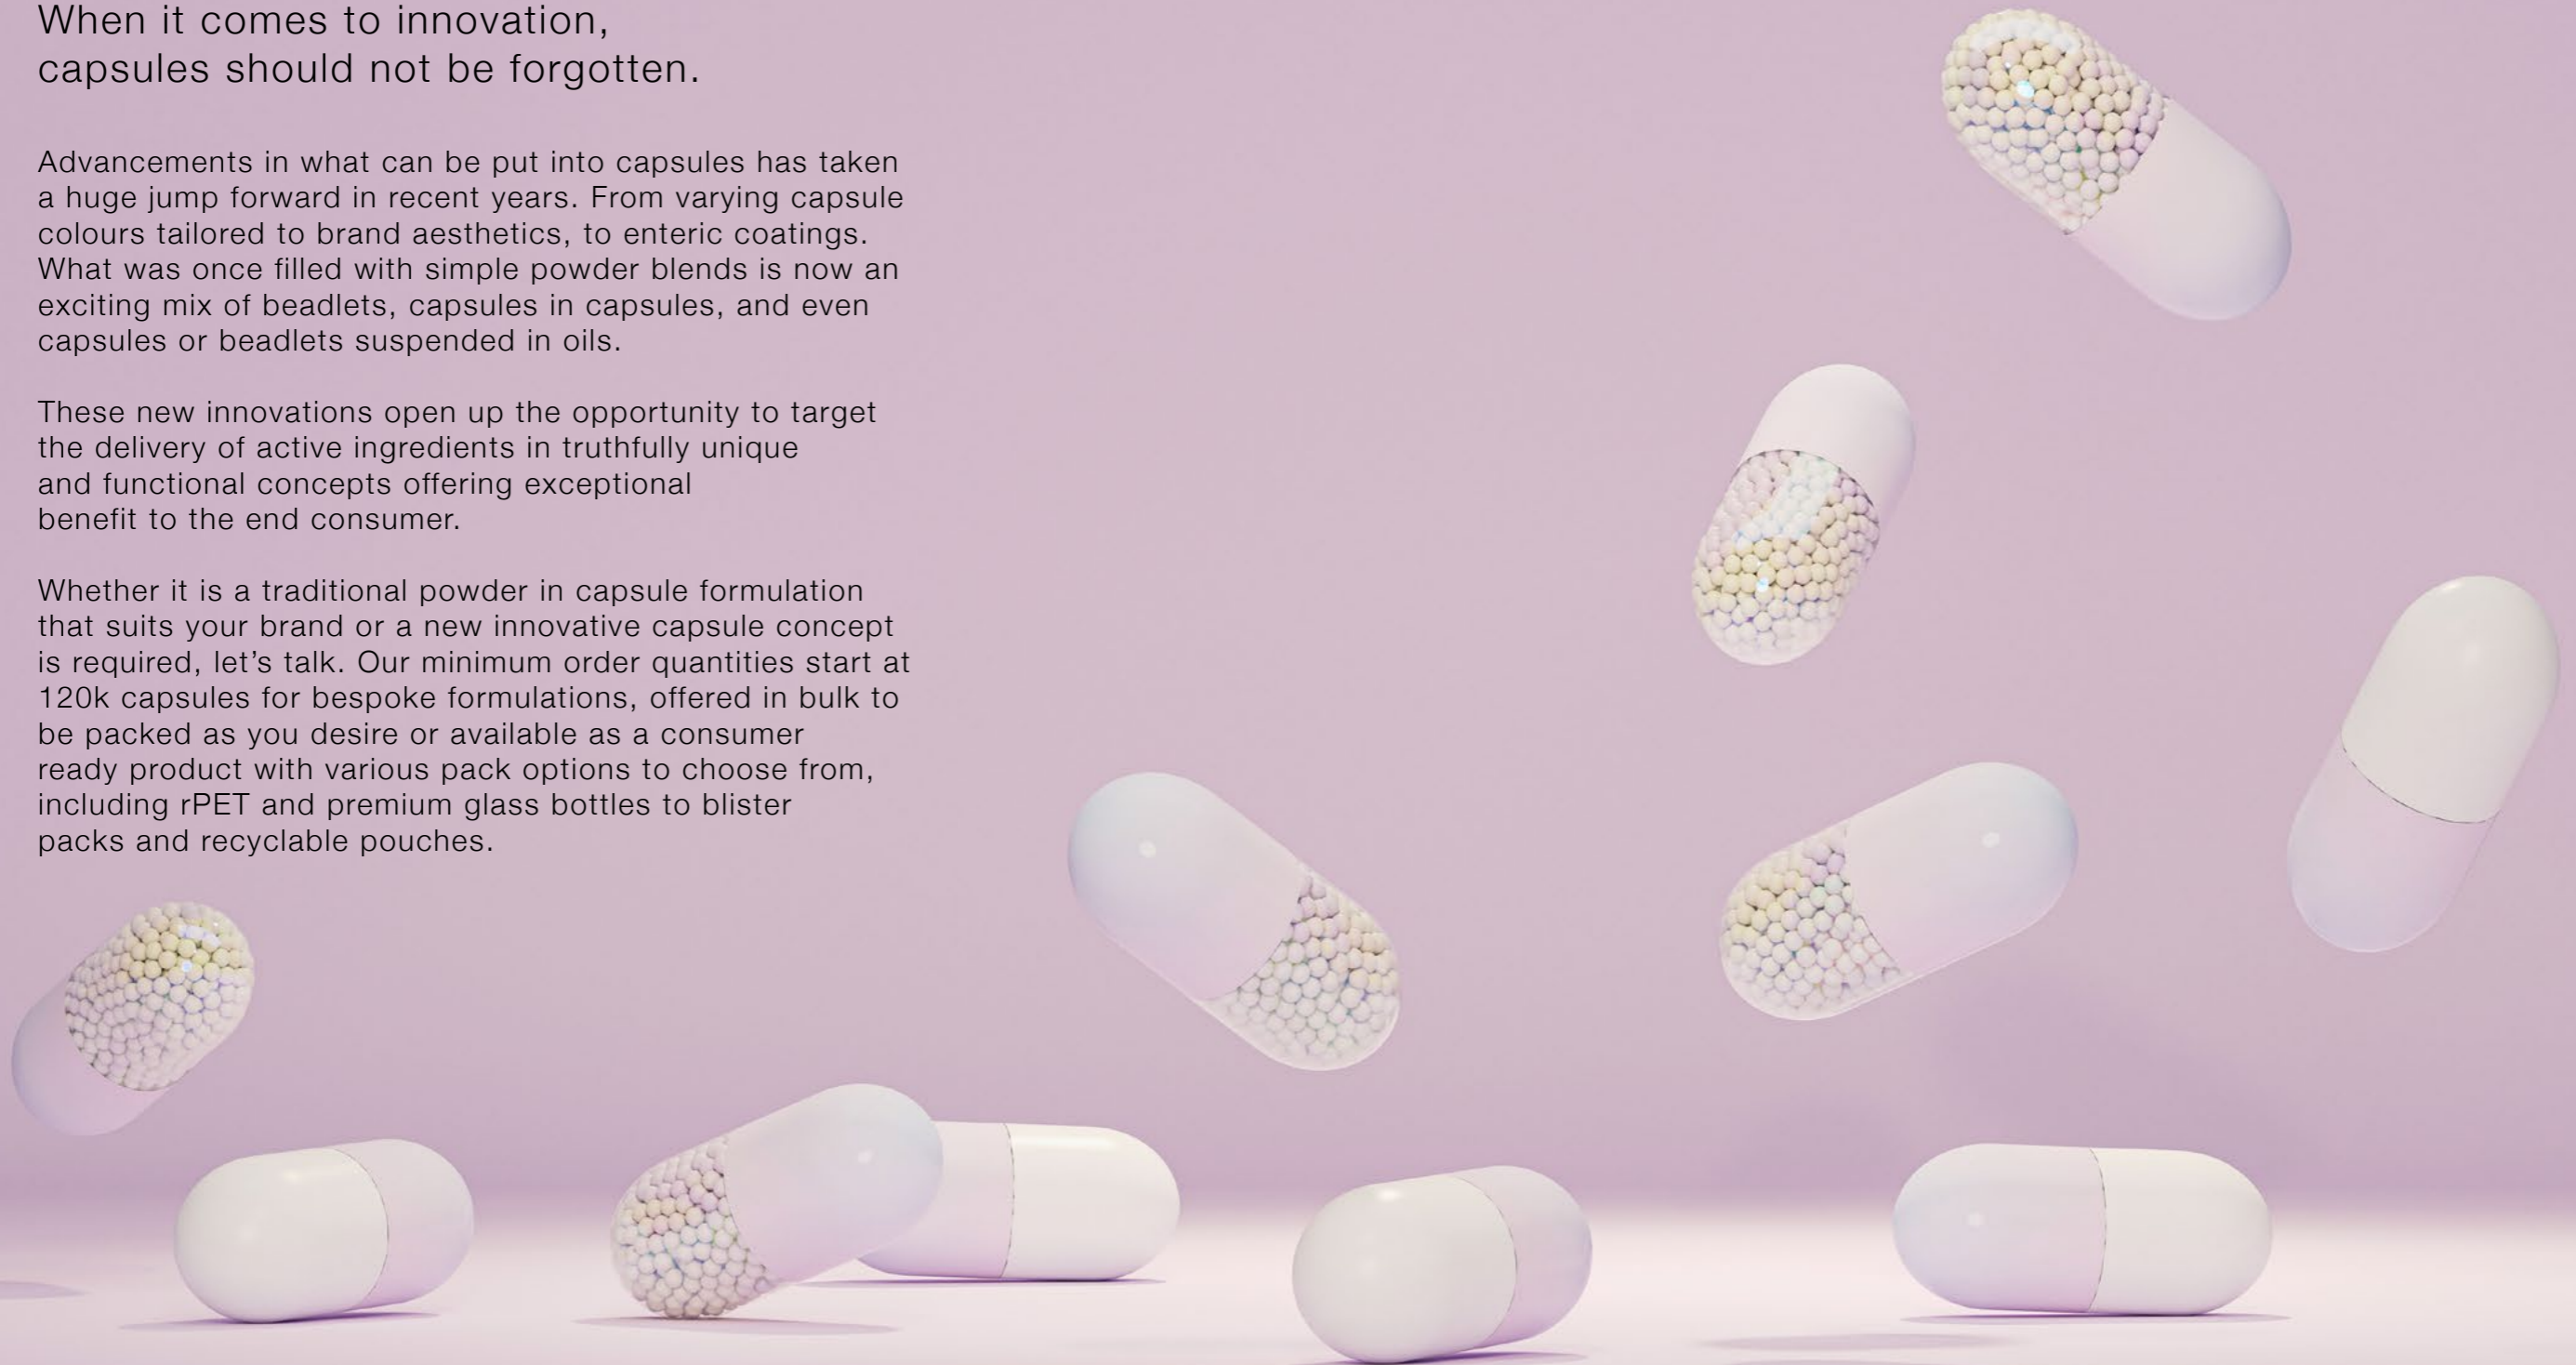 When it comes to innovation,
capsules should not be forgotten.
Advancements in what can be put into capsules has taken
a huge jump forward in recent years. From varying capsule
colours tailored to brand aesthetics, to enteric coatings.
What was once filled with simple powder blends is now an
exciting mix of beadlets, capsules in capsules, and even
capsules or beadlets suspended in oils.
These new innovations open up the opportunity to target
the delivery of active ingredients in truthfully unique
and functional concepts offering exceptional
benefit to the end consumer.
Whether it is a traditional powder in capsule formulation
that suits your brand or a new innovative capsule concept
is required, let’s talk. Our minimum order quantities start at
120k capsules for bespoke formulations, offered in bulk to
be packed as you desire or available as a consumer
ready product with various pack options to choose from,
including rPET and premium glass bottles to blister
packs and recyclable pouches.